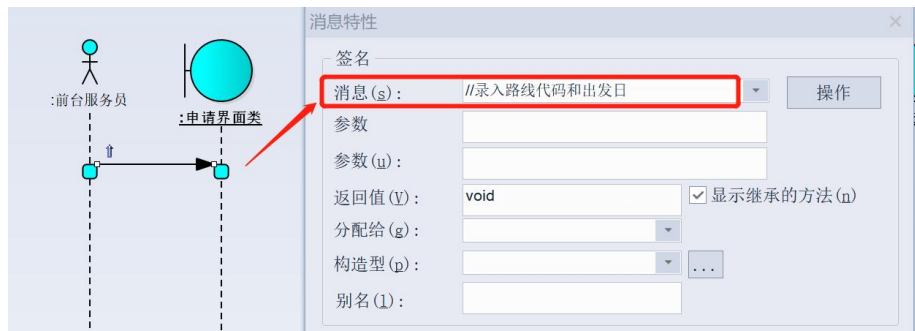 消息特性
签名
:前台服务员
:申请界面类
消息(s): //录入路线代码和出发日 操作
参数
参数(u):
返回值(V): void 显示继承的方法(n)
分配给(g):
构造型(p): ...
别名(l):